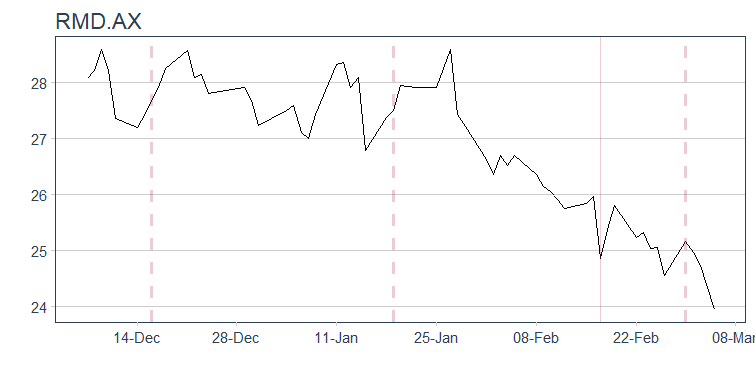 RMD.AX
28
27
26
25
24
14-Dec
28-Dec
11-Jan
25-Jan
08-Feb
22-Feb
08-Mar